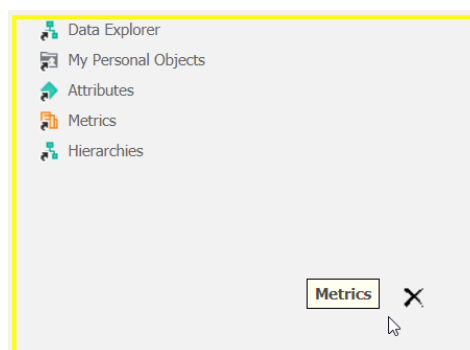 Data Explorer
My Personal Objects
Attributes
Metrics
Hierarchies
Metrics